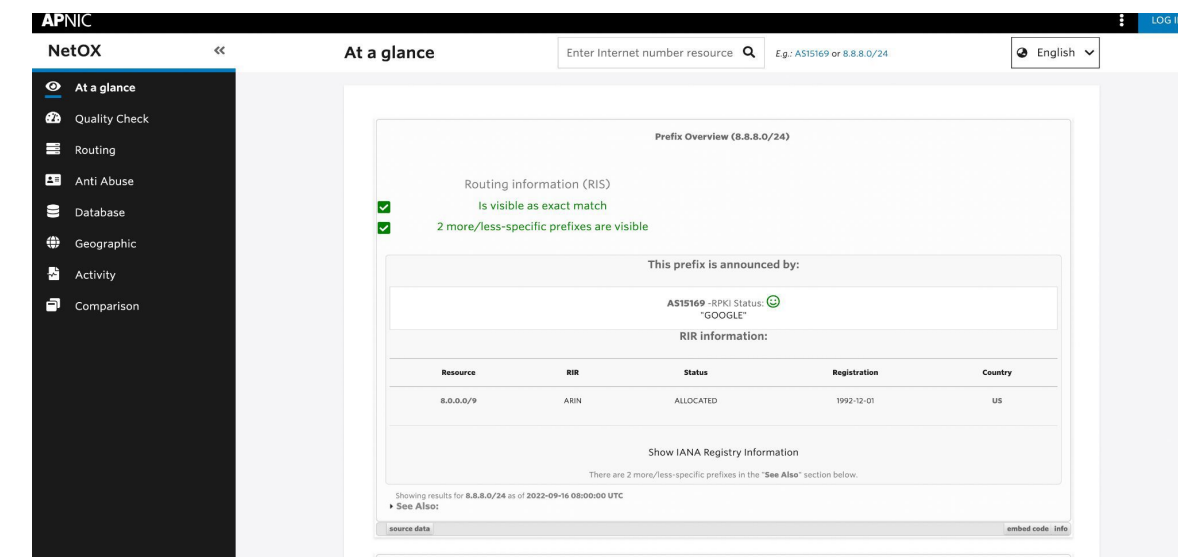 APNIC
LOG I
NetOX «
At a glance
Enter Internet number resource
E.g.: AS15169 or 8.8.8.0/24
English
At a glance
Quality Check
Routing
Anti Abuse
Database
Geographic
Activity
Comparison
Prefix Overview (8.8.8.0/24)
Routing information (RIS)
Is visible as exact match
2 more/less-specific prefixes are visible
This prefix is announced by:
AS15169 -RPKI Status:
"GOOGLE"
RIR information:
Resource RIR Status Registration Country
8.0.0.0/9 ARIN ALLOCATED 1992-12-01 US
Show IANA Registry Information
There are 2 more/less-specific prefixes in the "See Also" section below.
Showing results for 8.8.8.0/24 as of 2022-09-16 08:00:00 UTC
See Also:
source data embed code info